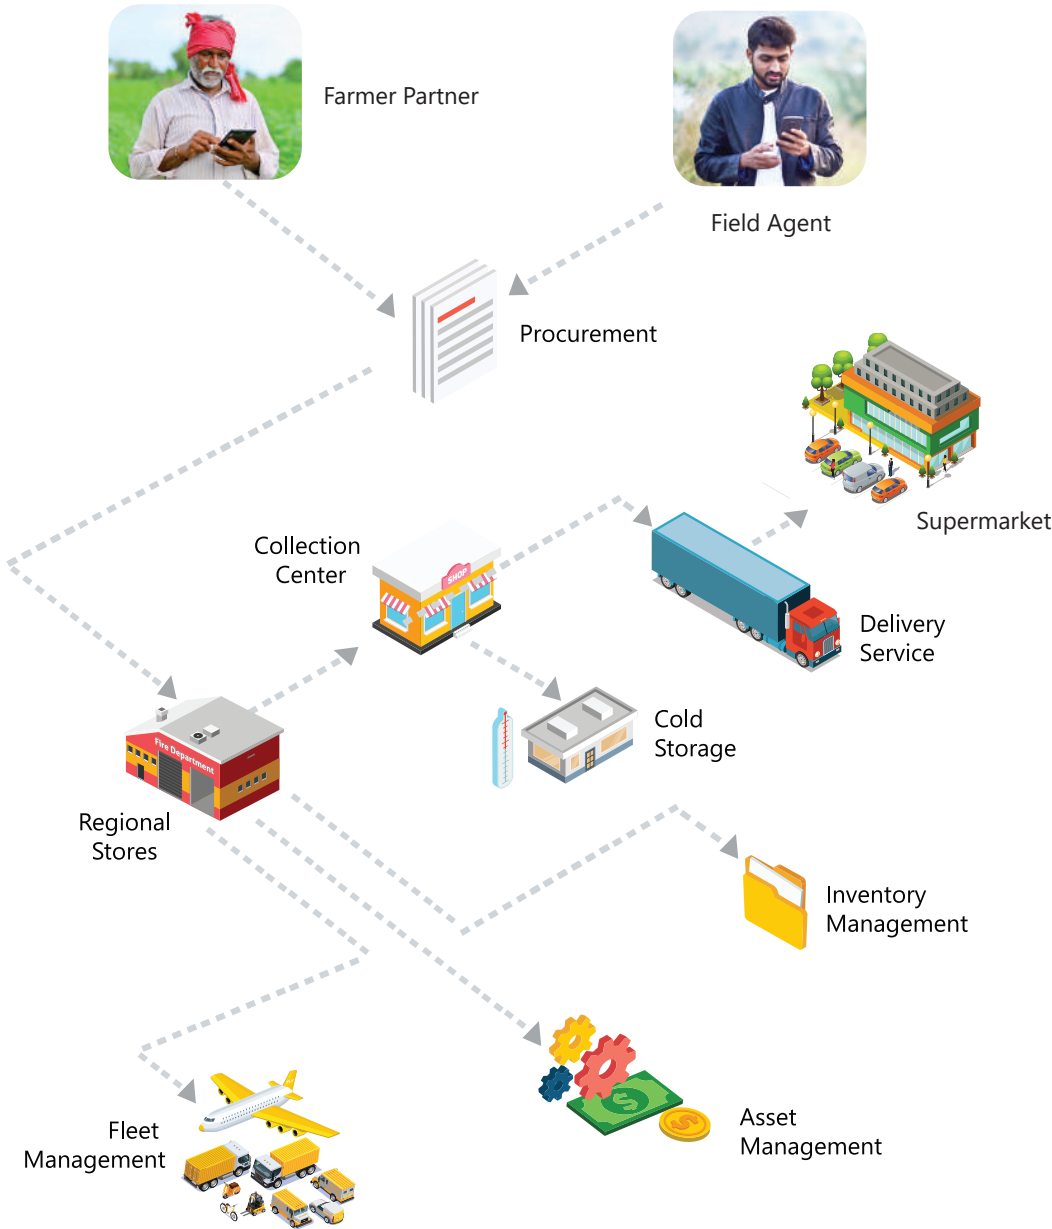 Farmer Partner
Field Agent
Procurement
Supermarket
Collection
Center
SHOP
Delivery
Service
Cold
Storage
Fire Department
Regional
Stores
Inventory
Management
Asset
Management
Fleet
Management